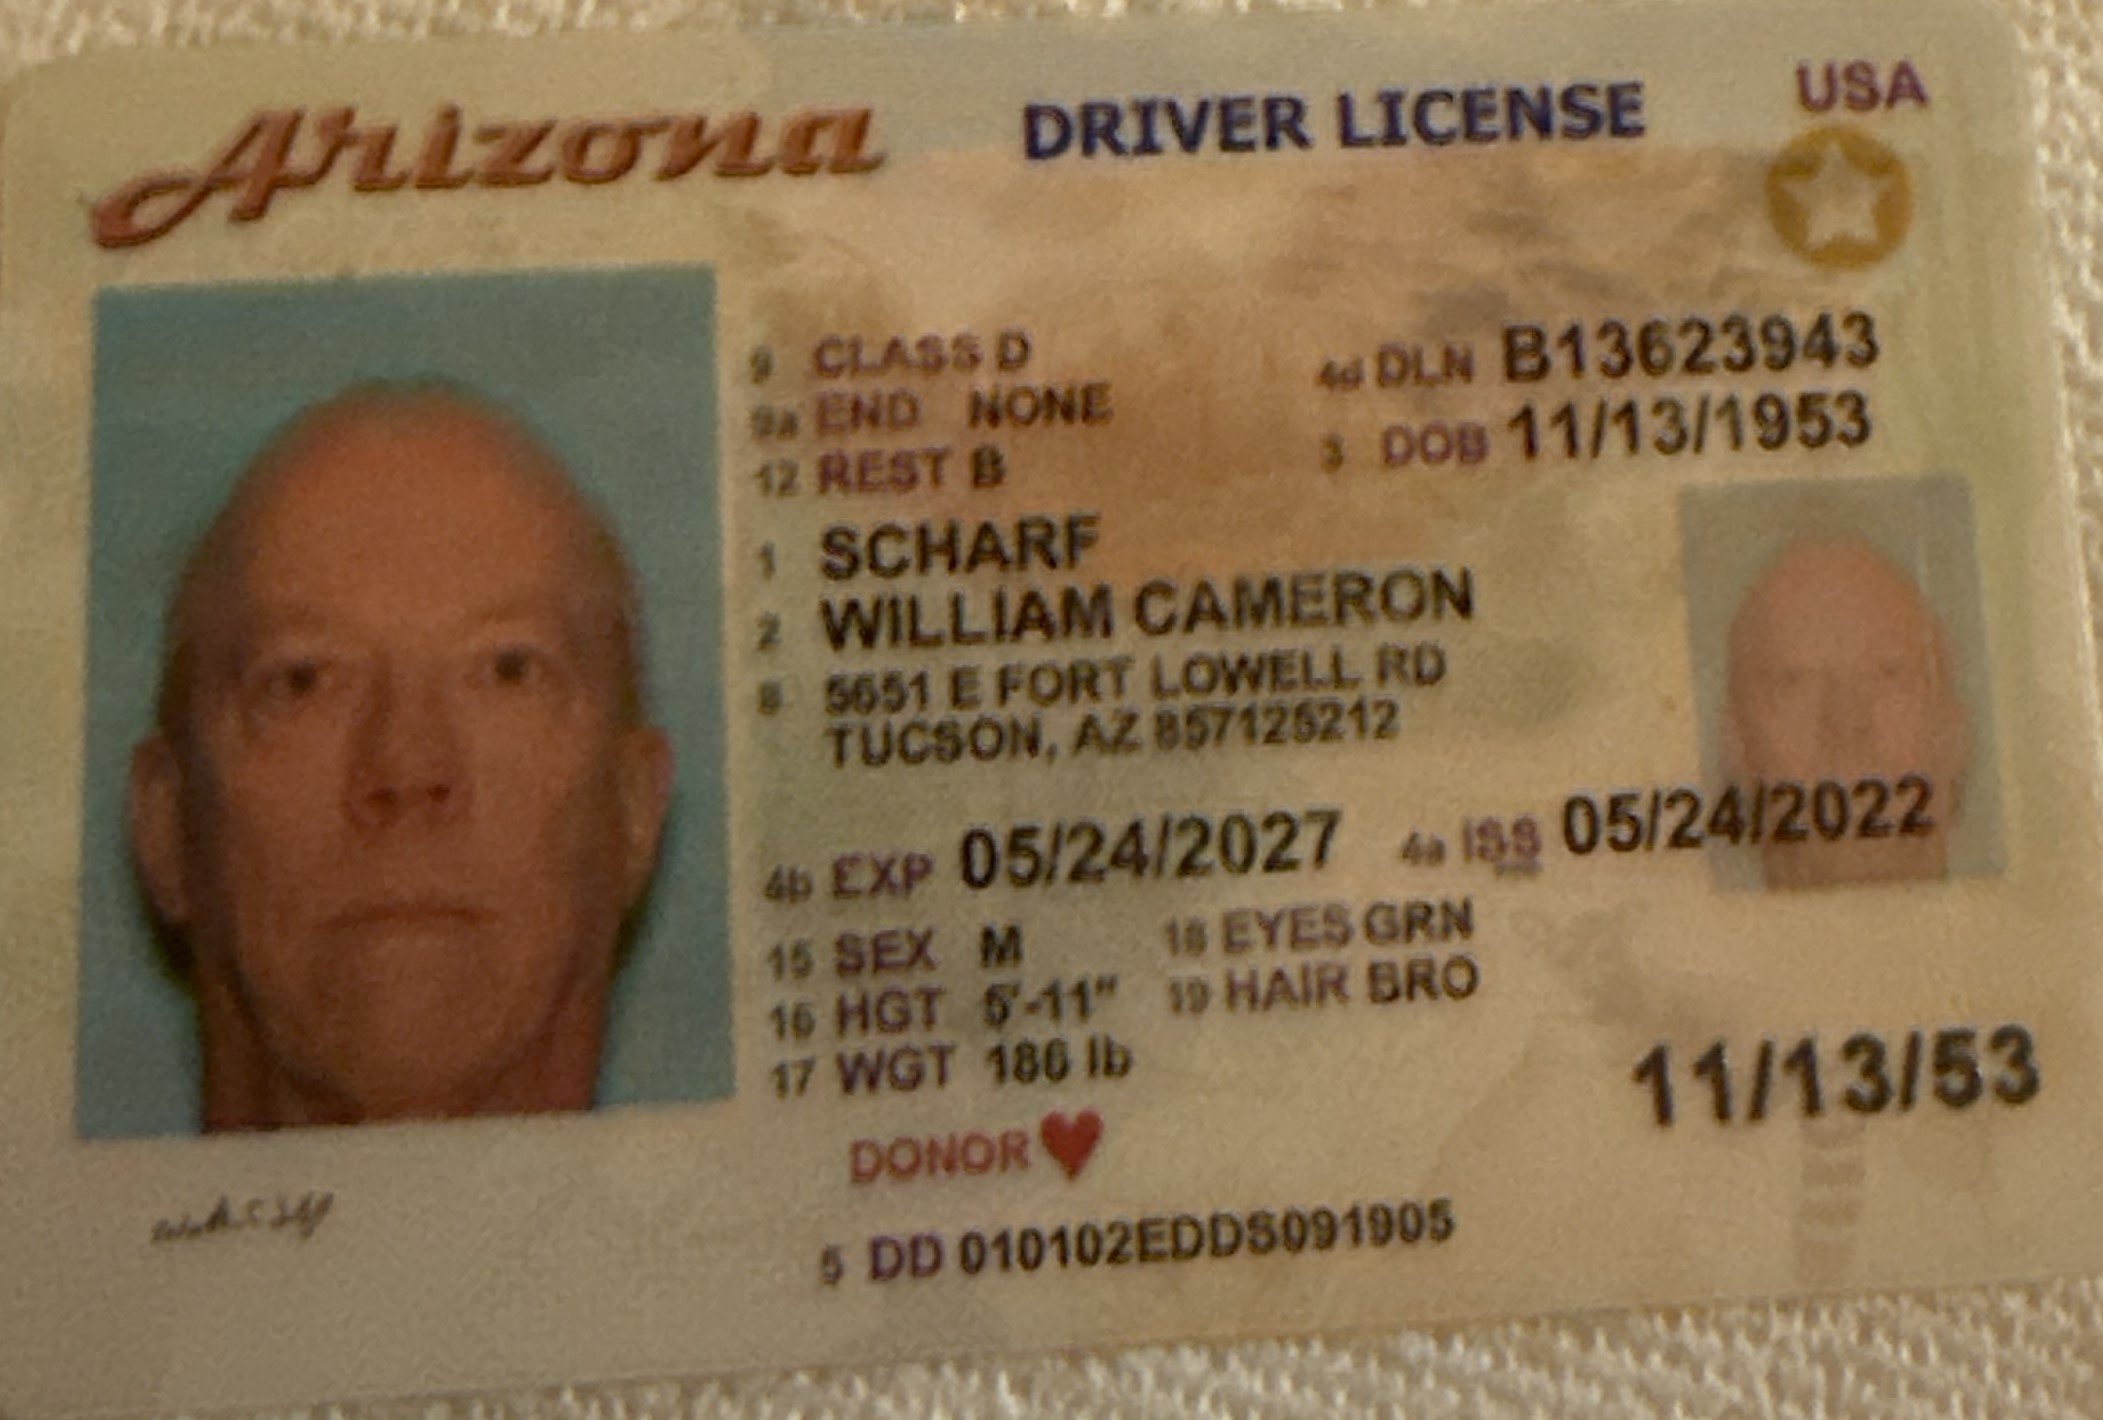 Arizona DRIVER LICENSE USA
9 CLASS D 4d DLN B13623943
9a END NONE 3 DOB 11/13/1953
12 REST B
1 SCHARF
2 WILLIAM CAMERON
8 5651 E FORT LOWELL RD
TUCSON, AZ 857125212
4b EXP 05/24/2027 4a ISS 05/24/2022
15 SEX M 18 EYES GRN
16 HGT 5'-11" 19 HAIR BRO
17 WGT 186 lb
11/13/53
DONOR
5 DD 010102EDDS091905